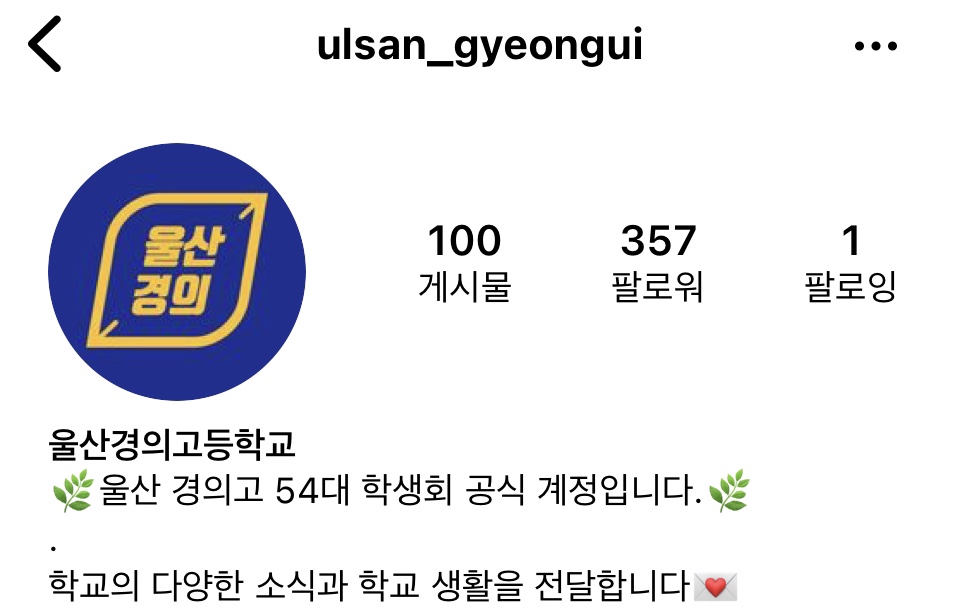 ulsan_gyeongui
울산
경의
100 357 1
게시물 팔로워 팔로잉
울산경의고등학교
🌿울산 경의고 54대 학생회 공식 계정입니다.🌿
.
학교의 다양한 소식과 학교 생활을 전달합니다💌